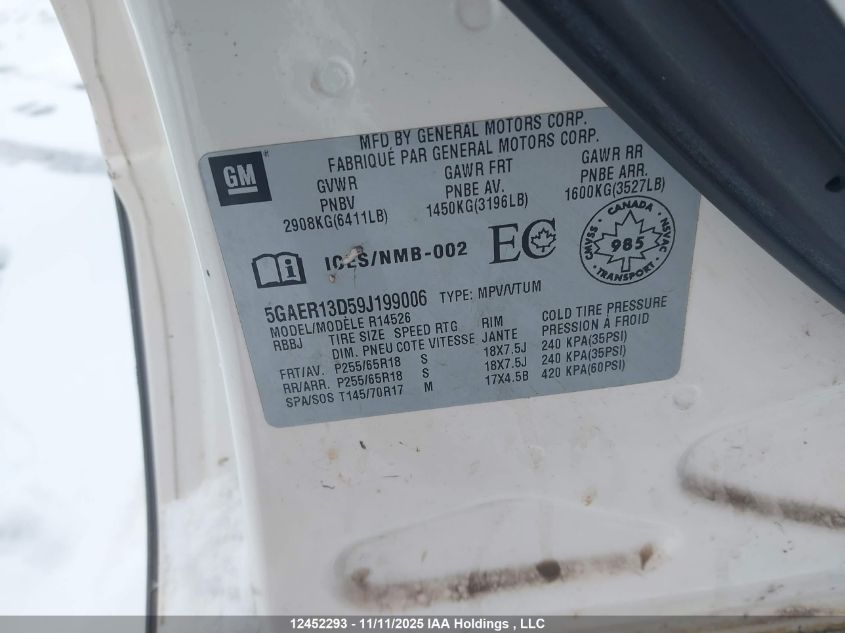 MFD BY GENERAL MOTORS CORP.
FABRIQUÉ PAR GENERAL MOTORS CORP.
GM
GVWR GAWR FRT GAWR RR
PNBV PNBE AV. PNBE ARR.
2908KG(6411LB) 1450KG(3196LB) 1600KG(3527LB)
i /NMB-002 EC
CANADA
CMVSS 985 NSVAC
TRANSPORT
5GAER13D59J199006 TYPE: MPV/VTUM
MODEL/MODÈLE R14526
RBBJ TIRE SIZE SPEED RTG RIM COLD TIRE PRESSURE
DIM. PNEU COTE VITESSE JANTE PRESSION À FROID
FRT/AV. P255/65R18 S 18X7.5J 240 KPA(35PSI)
RR/ARR. P255/65R18 S 18X7.5J 240 KPA(35PSI)
SPA/SOS T145/70R17 M 17X4.5B 420 KPA(60PSI)
12452293 - 11/11/2025 IAA Holdings , LLC